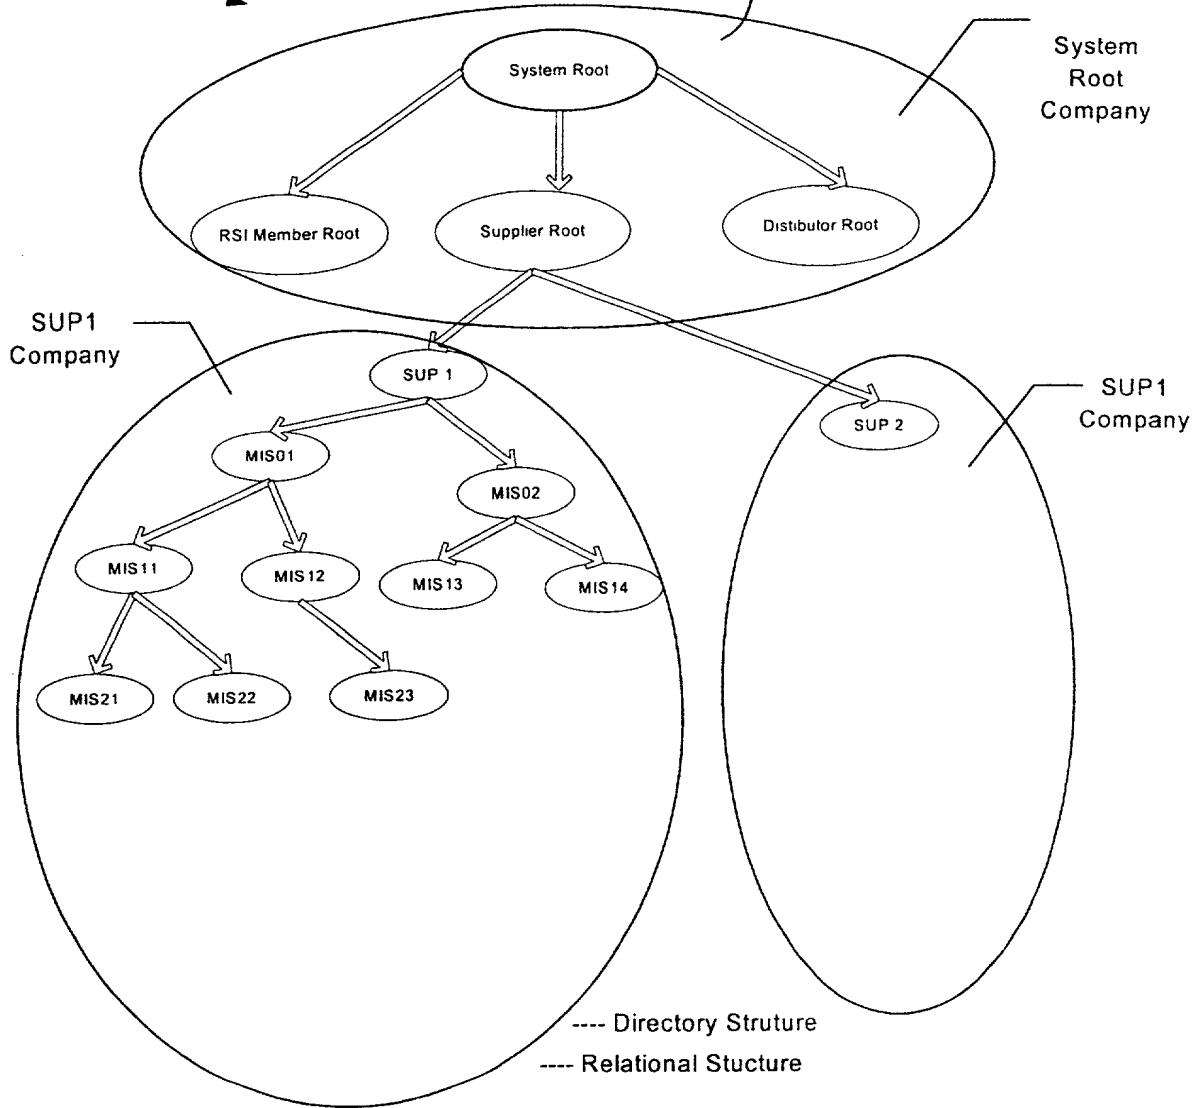 System Root
System
Root
Company
RSI Member Root
Supplier Root
Distibutor Root
SUP1
Company
SUP 1
SUP1
Company
SUP 2
MIS01
MIS02
MIS11
MIS12
MIS13
MIS14
MIS21
MIS22
MIS23
---- Directory Struture
---- Relational Stucture